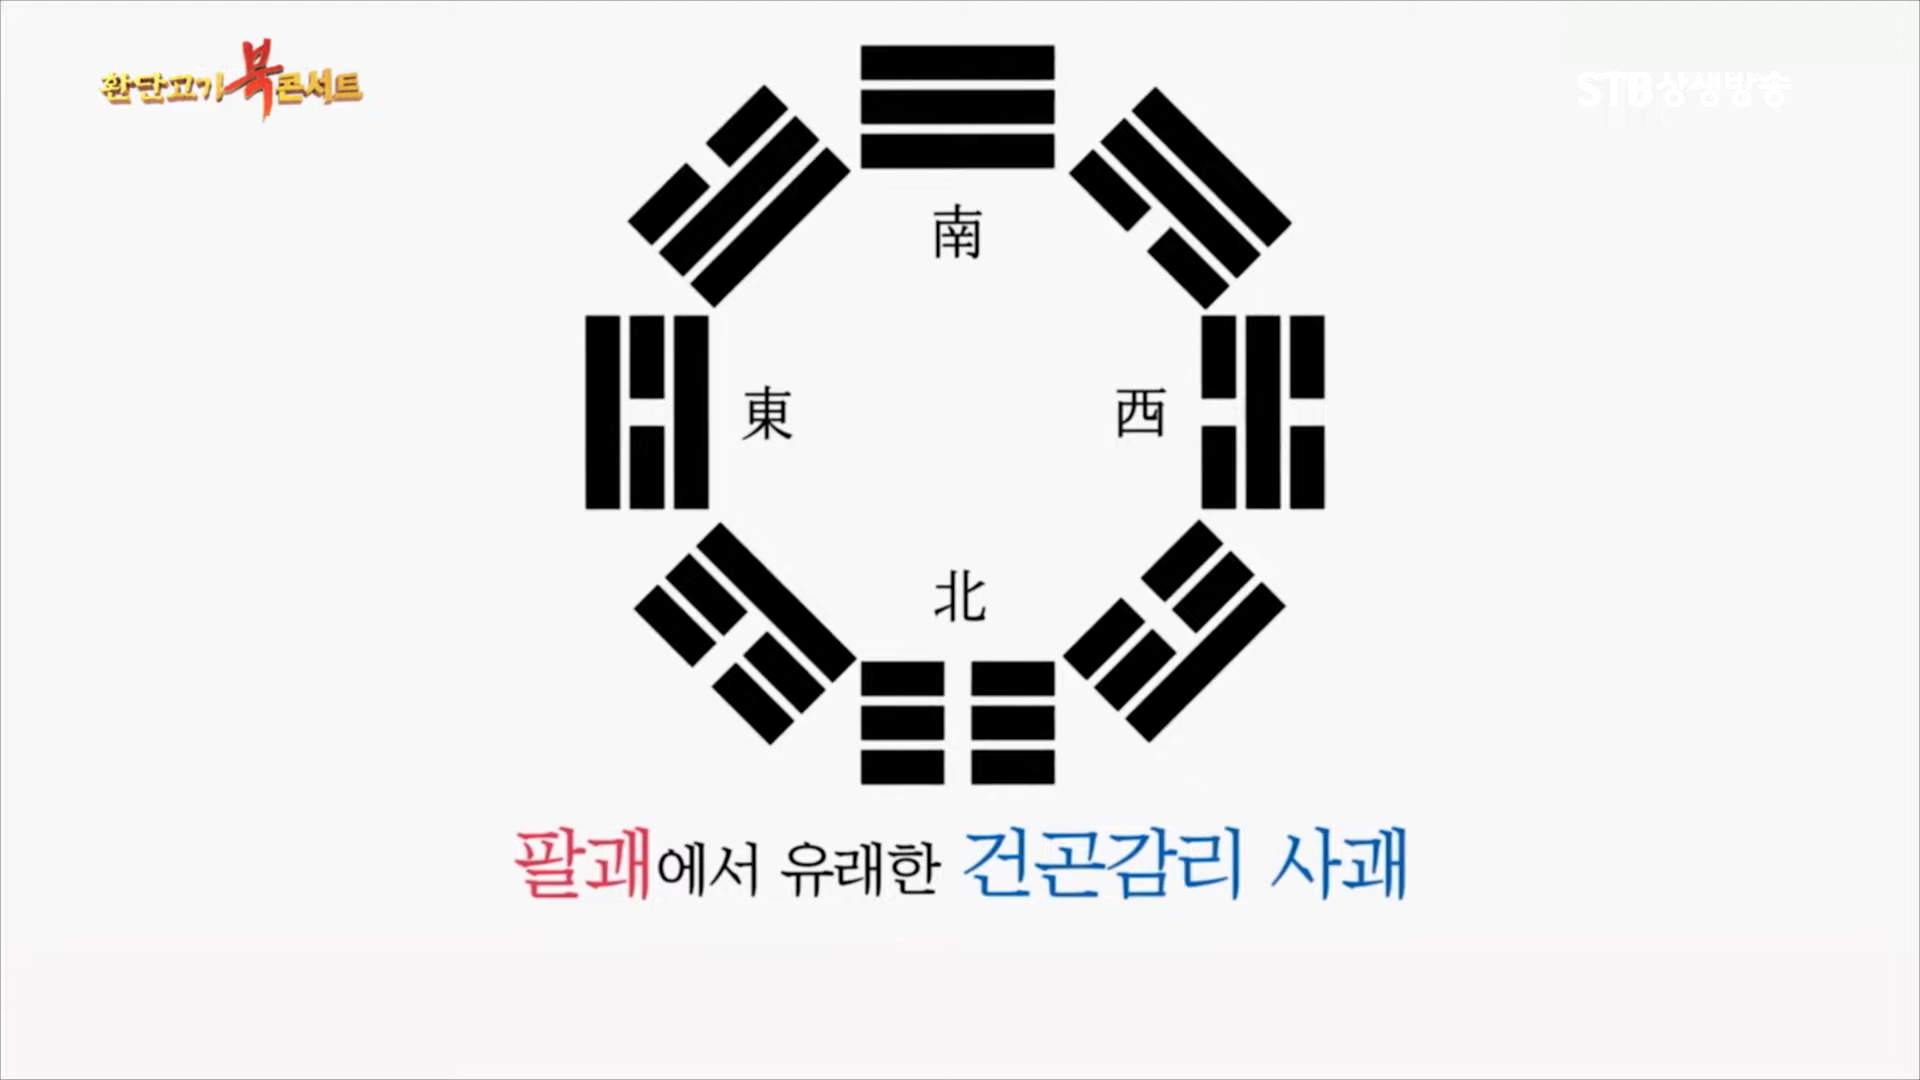 환단고기 북 콘서트
STB상생방송
南
東
西
北
팔괘에서 유래한 건곤감리 사괘